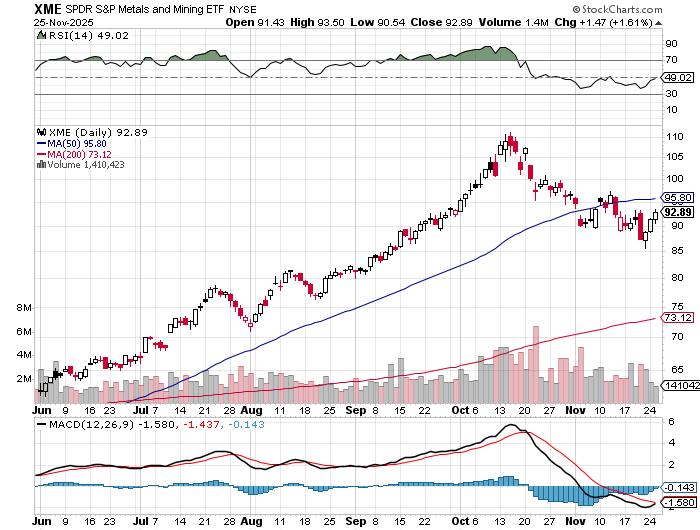 XME SPDR S&P Metals and Mining ETF NYSE © StockCharts.com
25-Nov-2025 Open 91.43 High 93.50 Low 90.54 Close 92.89 Volume 1.4M Chg +1.47 (+1.61%)
RSI(14) 49.02
90
70
49.02
30
10
XME (Daily) 92.89
MA(50) 95.80
MA(200) 73.12
Volume 1,410,423
110
105
100
95.80
95
92.89
90
85
80
75
73.12
70
65
1410423
8M
6M
4M
2M
Jun 9 16 23 Jul 7 14 21 28 Aug 11 18 25 Sep 8 15 22 Oct 6 13 20 27 Nov 10 17 24
MACD(12,26,9) -1.580, -1.437, -0.143
6
4
2
-0.143
-1.580
Jun 9 16 23 Jul 7 14 21 28 Aug 11 18 25 Sep 8 15 22 Oct 6 13 20 27 Nov 10 17 24